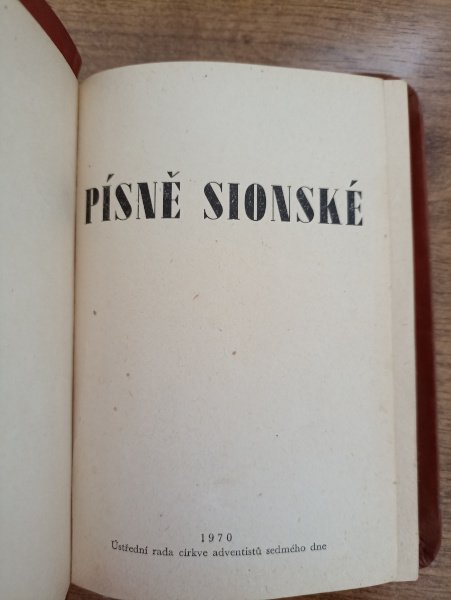 PÍSNĚ SIONSKÉ
1970
Ústřední rada církve adventistů sedmého dne